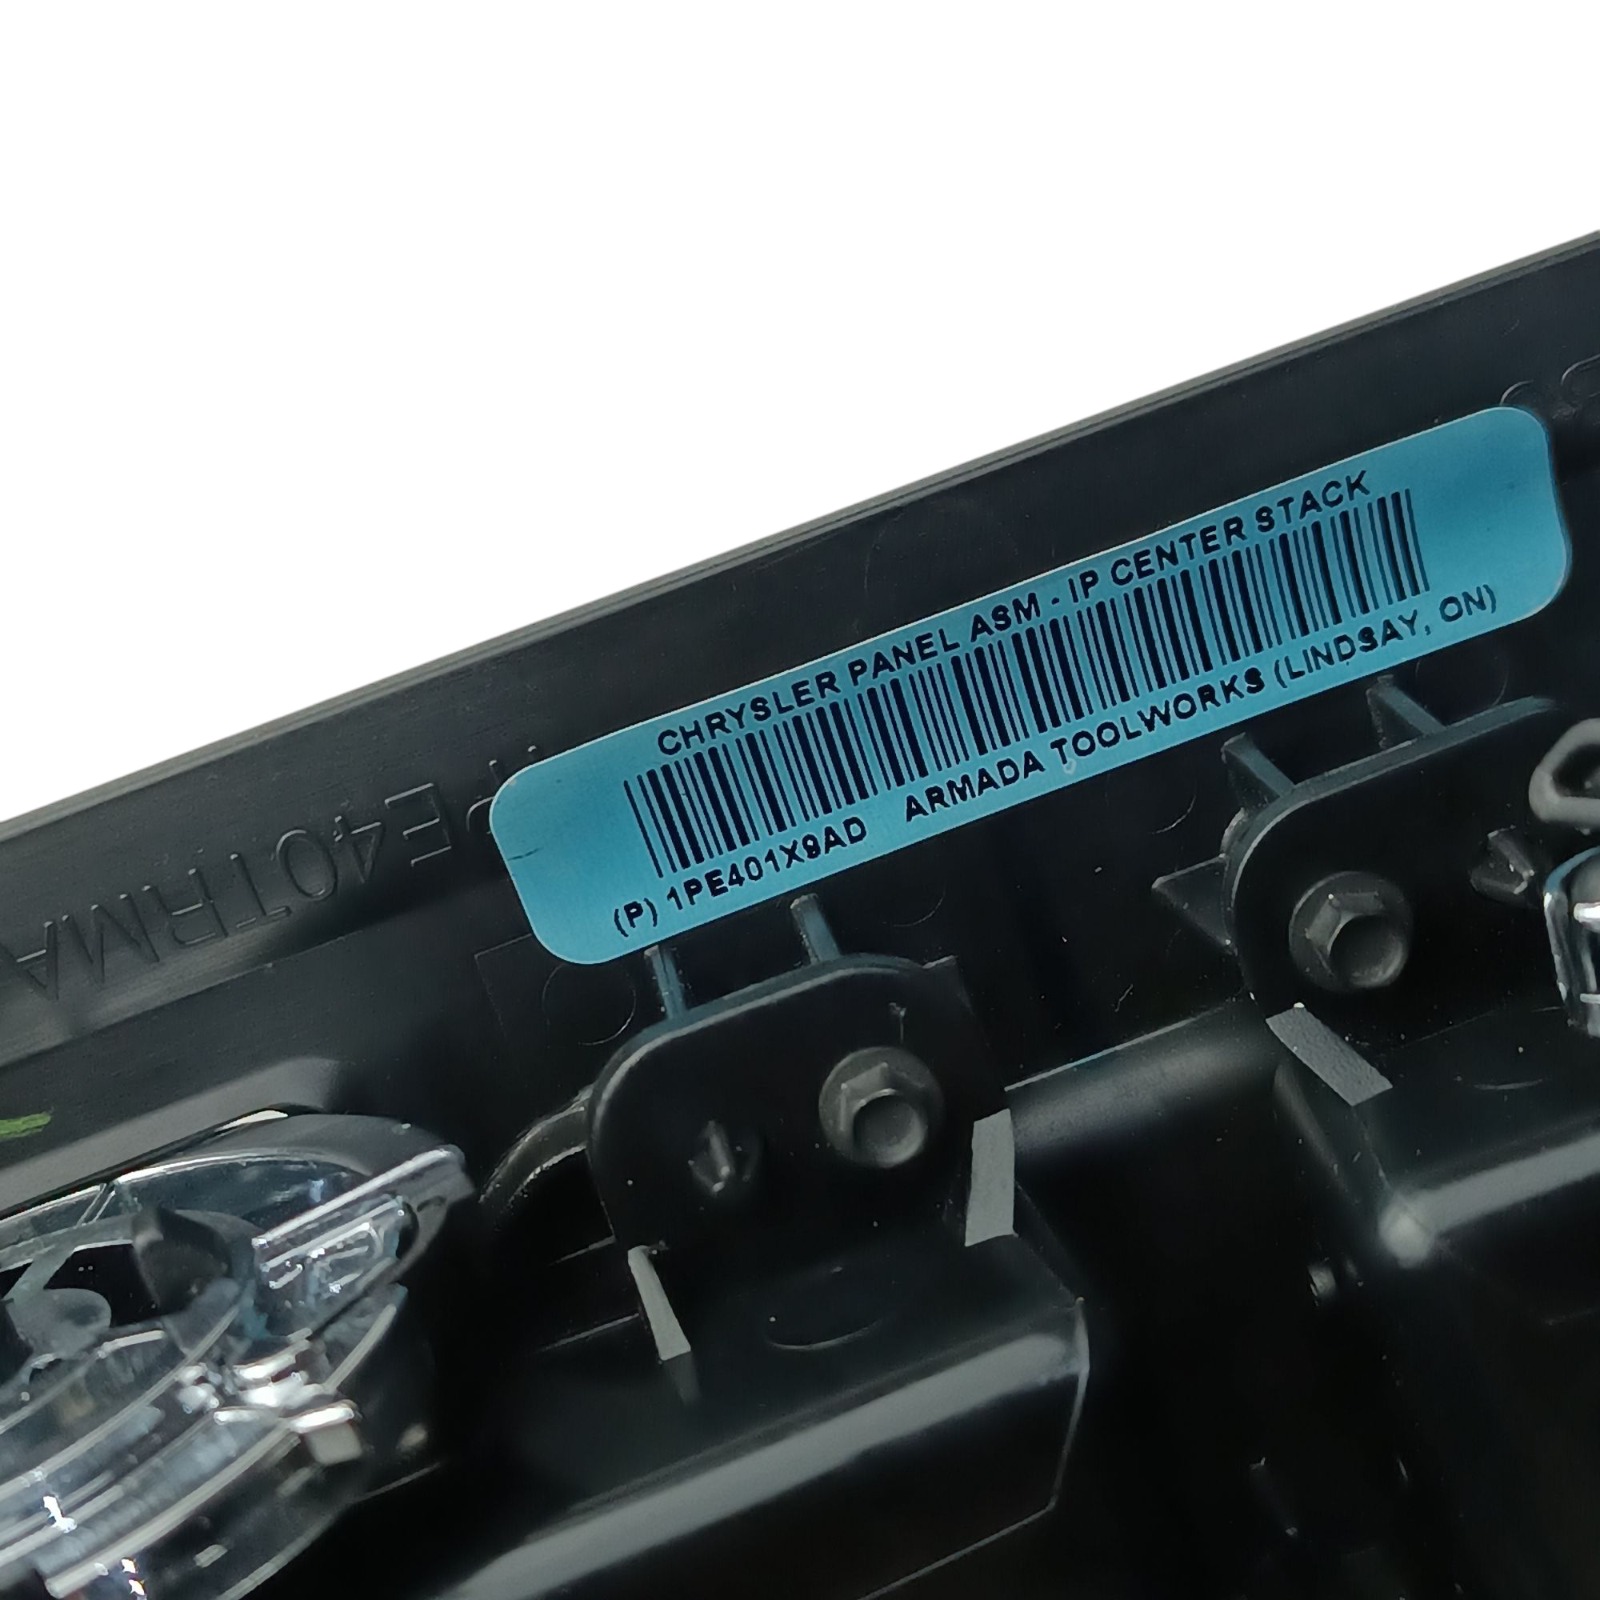 CHRYSLER PANEL ASM - IP CENTER STACK
(P) 1PE401X9AD ARMADA TOOLWORKS (LINDSAY, ON)
E40TRMA